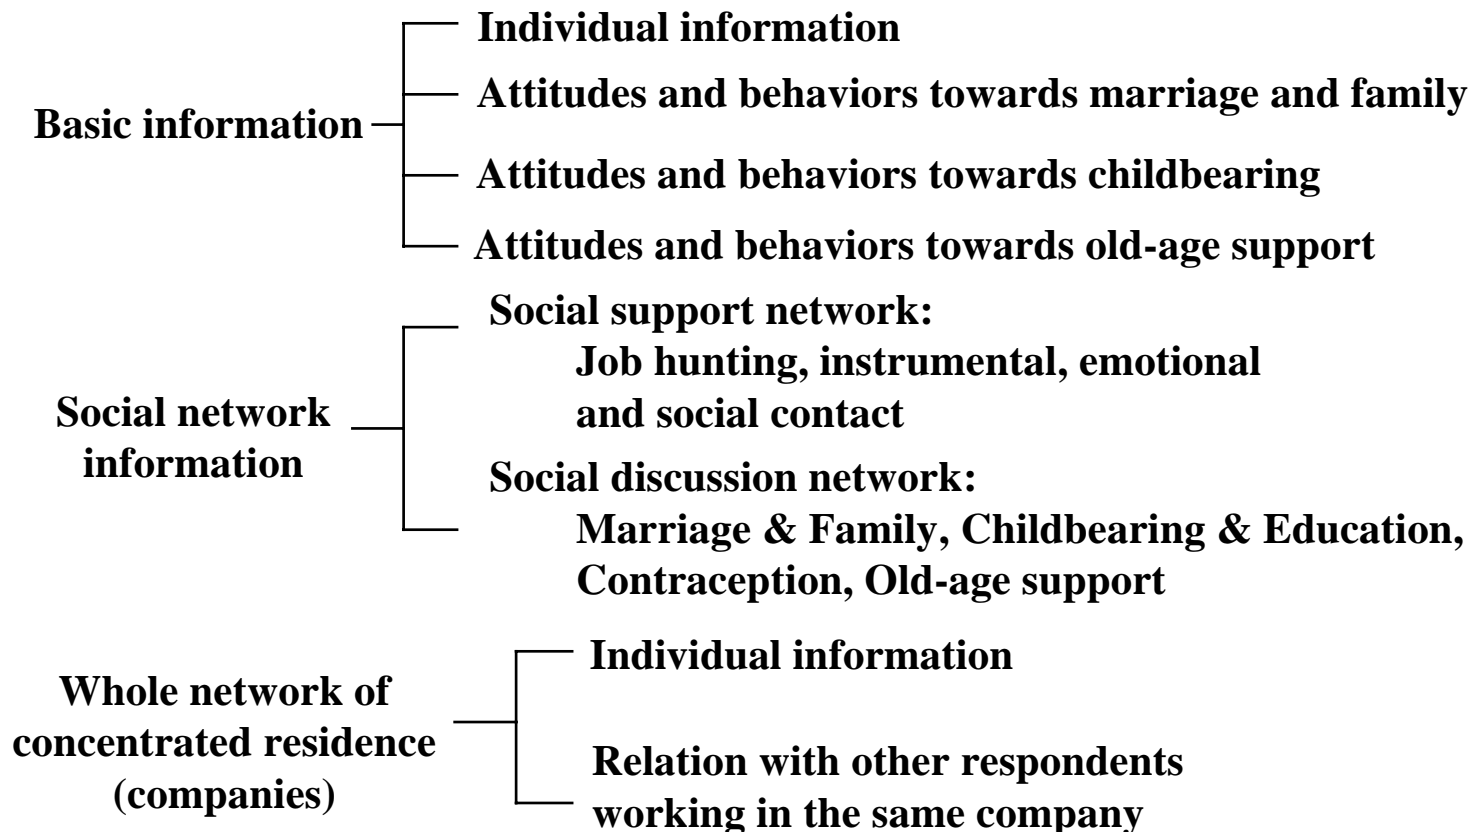 Individual information
Attitudes and behaviors towards marriage and family
Basic information
Attitudes and behaviors towards childbearing
Attitudes and behaviors towards old-age support
Social support network:
Job hunting, instrumental, emotional
and social contact
Social network
information
Social discussion network:
Marriage & Family, Childbearing & Education,
Contraception, Old-age support
Individual information
Whole network of
concentrated residence
(companies)
Relation with other respondents
working in the same company